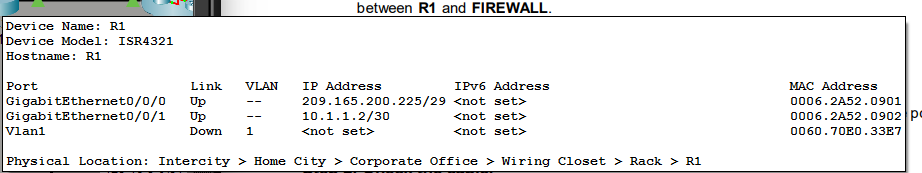 between R1 and FIREWALL.
Device Name: R1
Device Model: ISR4321
Hostname: R1
Port Link VLAN IP Address IPv6 Address MAC Address
GigabitEthernet0/0/0 Up -- 209.165.200.225/29 <not set> 0006.2A52.0901
GigabitEthernet0/0/1 Up -- 10.1.1.2/30 <not set> 0006.2A52.0902
Vlan1 Down 1 <not set> <not set> 0060.70E0.33E7
Physical Location: Intercity > Home City > Corporate Office > Wiring Closet > Rack > R1